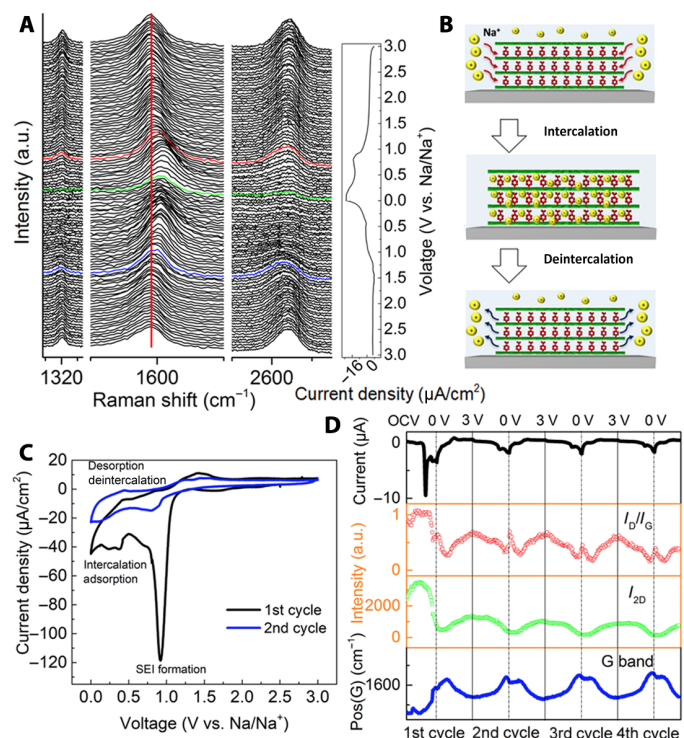 A
Intensity (a.u.)
1320
1600
2600
Raman shift (cm⁻¹)
3.0
2.5
2.0
1.5
1.0
0.5
0.0
0.5
1.0
1.5
2.0
2.5
3.0
Volatge (V vs. Na/Na⁺)
−16
0
Current density (μA/cm²)
B
Na⁺
Intercalation
Deintercalation
C
Current density (μA/cm²)
20
0
−20
−40
−60
−80
−100
−120
Desorption
deintercalation
Intercalation
adsorption
1st cycle
2nd cycle
SEI formation
0.0 0.5 1.0 1.5 2.0 2.5 3.0
Voltage (V vs. Na/Na⁺)
D
OCV 0 V 3 V 0 V 3 V 0 V 3 V 0 V
Current (μA)
0
−10
Intensity (a.u.)
1
0
I_D/I_G
2000
0
I_2D
Pos(G) (cm⁻¹)
1600
G band
1st cycle 2nd cycle 3rd cycle 4th cycle